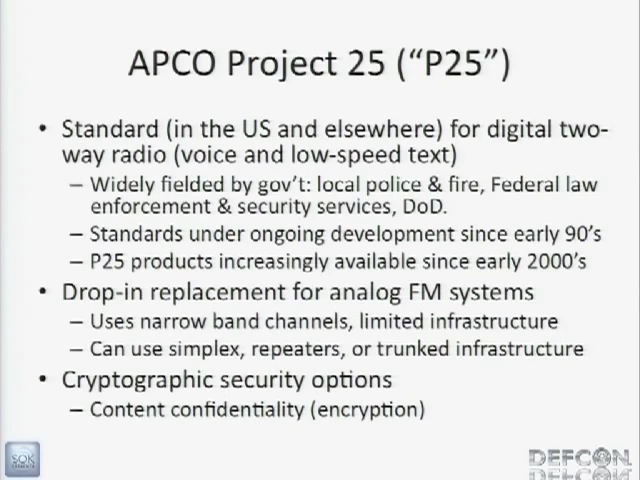 APCO Project 25 (“P25”)
• Standard (in the US and elsewhere) for digital two-
way radio (voice and low-speed text)
– Widely fielded by gov’t: local police & fire, Federal law
enforcement & security services, DoD.
– Standards under ongoing development since early 90’s
– P25 products increasingly available since early 2000’s
• Drop-in replacement for analog FM systems
– Uses narrow band channels, limited infrastructure
– Can use simplex, repeaters, or trunked infrastructure
• Cryptographic security options
– Content confidentiality (encryption)
SOK
DEFCON